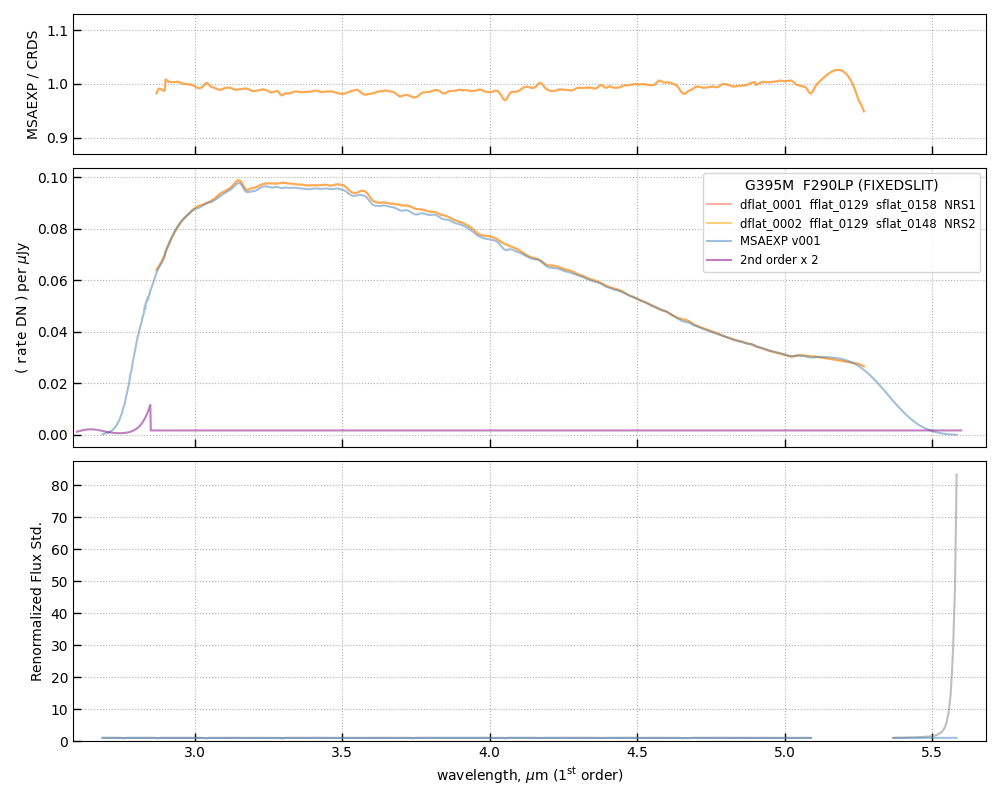 1.1
1.0
0.9
MSAEXP / CRDS
0.10
0.08
0.06
0.04
0.02
0.00
( rate DN ) per μJy
G395M F290LP (FIXEDSLIT)
dflat_0001 fflat_0129 sflat_0158 NRS1
dflat_0002 fflat_0129 sflat_0148 NRS2
MSAEXP v001
2nd order x 2
80
70
60
50
40
30
20
10
0
Renormalized Flux Std.
3.0 3.5 4.0 4.5 5.0 5.5
wavelength, μm (1st order)